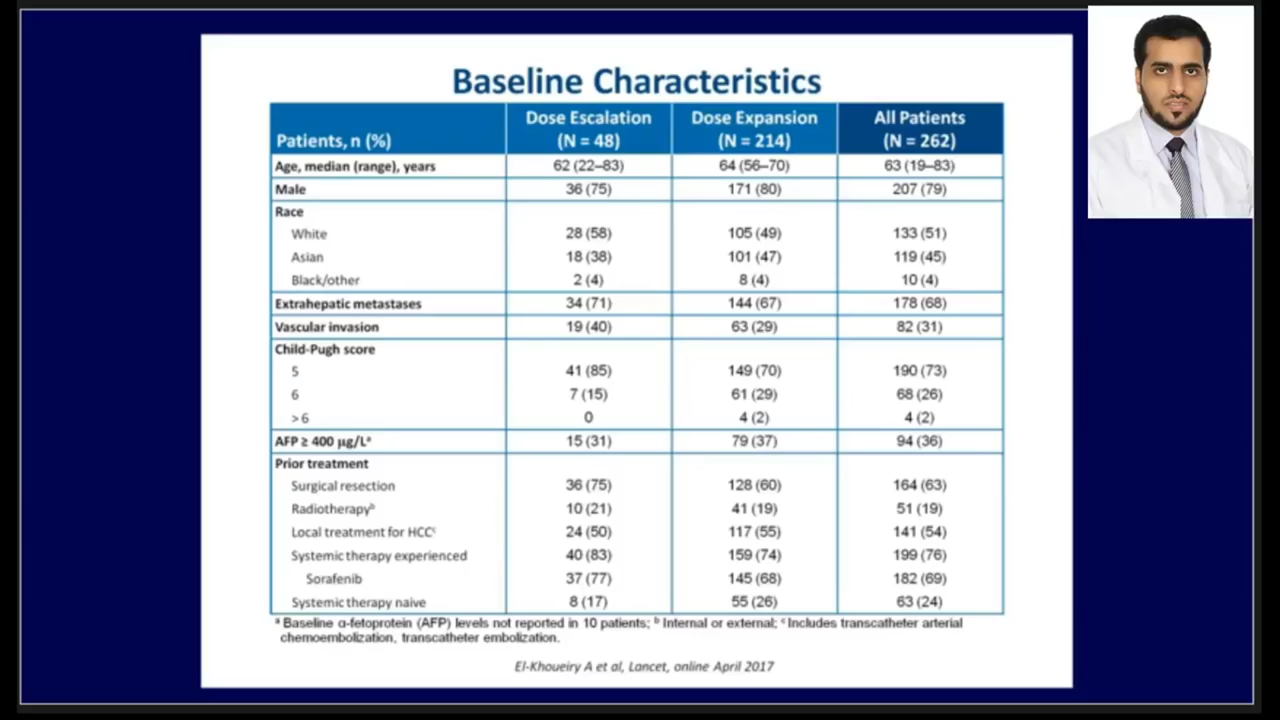 Baseline Characteristics
Patients, n (%) Dose Escalation (N = 48) Dose Expansion (N = 214) All Patients (N = 262)
Age, median (range), years 62 (22–83) 64 (56–70) 63 (19–83)
Male 36 (75) 171 (80) 207 (79)
Race
White 28 (58) 105 (49) 133 (51)
Asian 18 (38) 101 (47) 119 (45)
Black/other 2 (4) 8 (4) 10 (4)
Extrahepatic metastases 34 (71) 144 (67) 178 (68)
Vascular invasion 19 (40) 63 (29) 82 (31)
Child-Pugh score
5 41 (85) 149 (70) 190 (73)
6 7 (15) 61 (29) 68 (26)
> 6 0 4 (2) 4 (2)
AFP ≥ 400 µg/Lᵃ 15 (31) 79 (37) 94 (36)
Prior treatment
Surgical resection 36 (75) 128 (60) 164 (63)
Radiotherapyᵇ 10 (21) 41 (19) 51 (19)
Local treatment for HCCᶜ 24 (50) 117 (55) 141 (54)
Systemic therapy experienced 40 (83) 159 (74) 199 (76)
Sorafenib 37 (77) 145 (68) 182 (69)
Systemic therapy naive 8 (17) 55 (26) 63 (24)
ᵃ Baseline α-fetoprotein (AFP) levels not reported in 10 patients; ᵇ Internal or external; ᶜ Includes transcatheter arterial
chemoembolization, transcatheter embolization.
El-Khoueiry A et al, Lancet, online April 2017